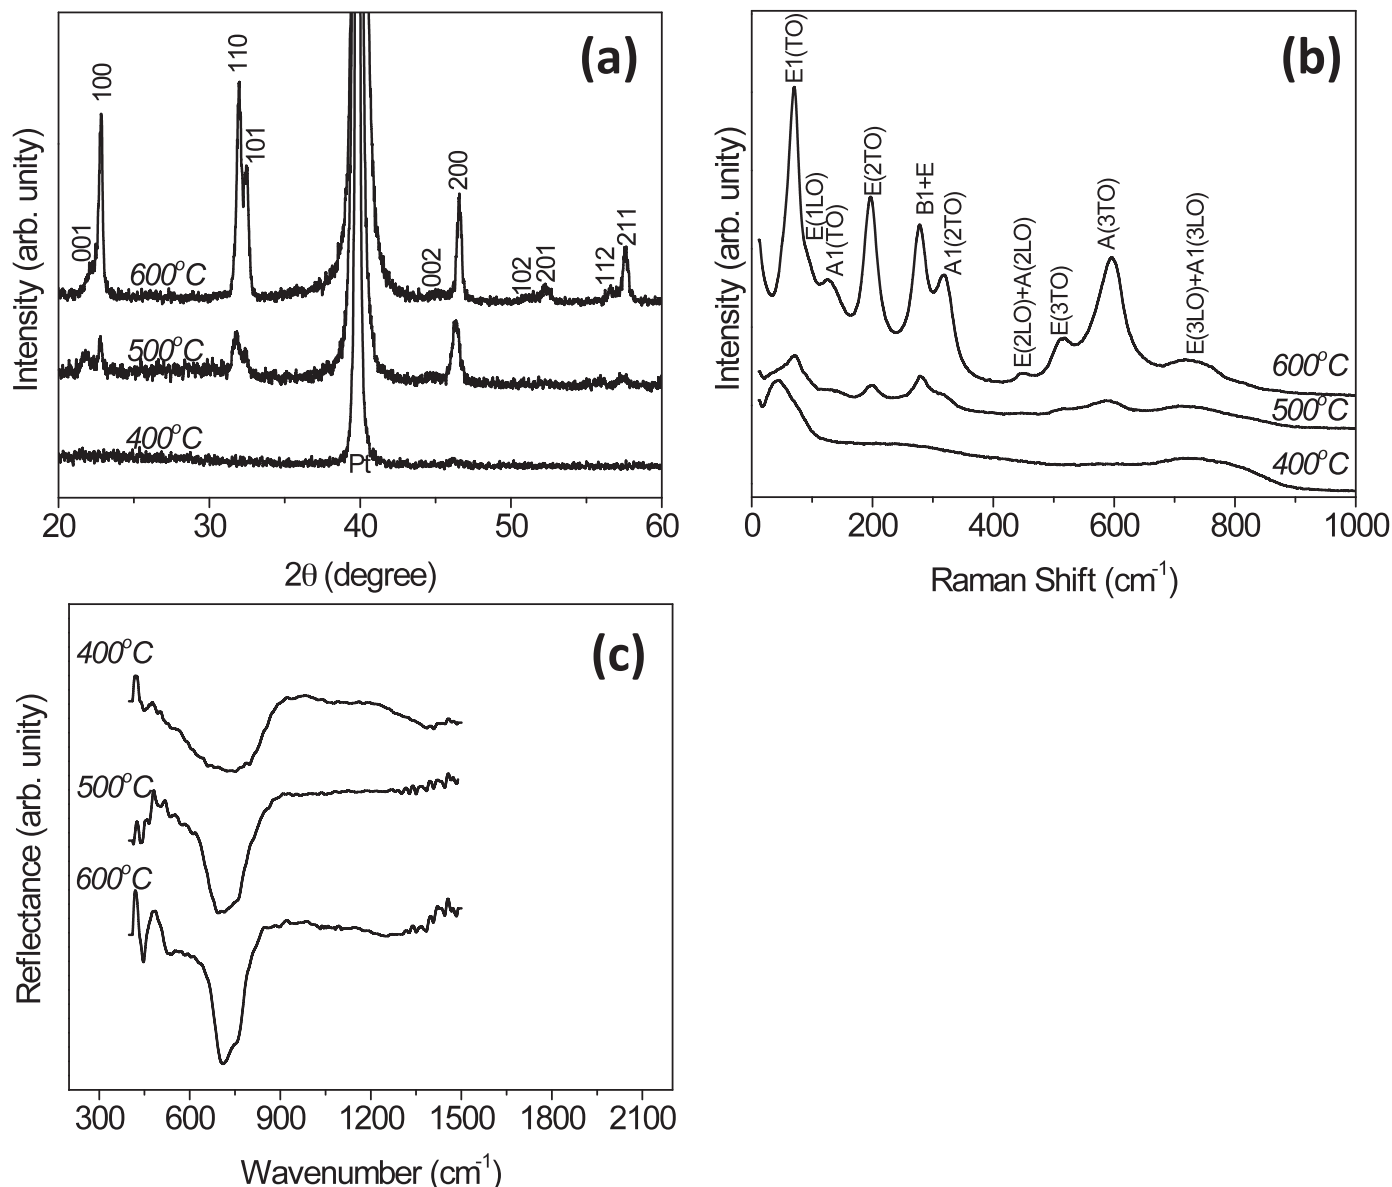 (a)
Intensity (arb. unity)
001
100
110
101
002
200
102
201
112
211
600°C
500°C
400°C
Pt
20 30 40 50 60
2θ (degree)
(b)
Intensity (arb. unity)
E1(TO)
E(1LO)
A1(TO)
E(2TO)
B1+E
A1(2TO)
E(2LO)+A(2LO)
E(3TO)
A(3TO)
E(3LO)+A1(3LO)
600°C
500°C
400°C
0 200 400 600 800 1000
Raman Shift (cm⁻¹)
(c)
Reflectance (arb. unity)
400°C
500°C
600°C
300 600 900 1200 1500 1800 2100
Wavenumber (cm⁻¹)